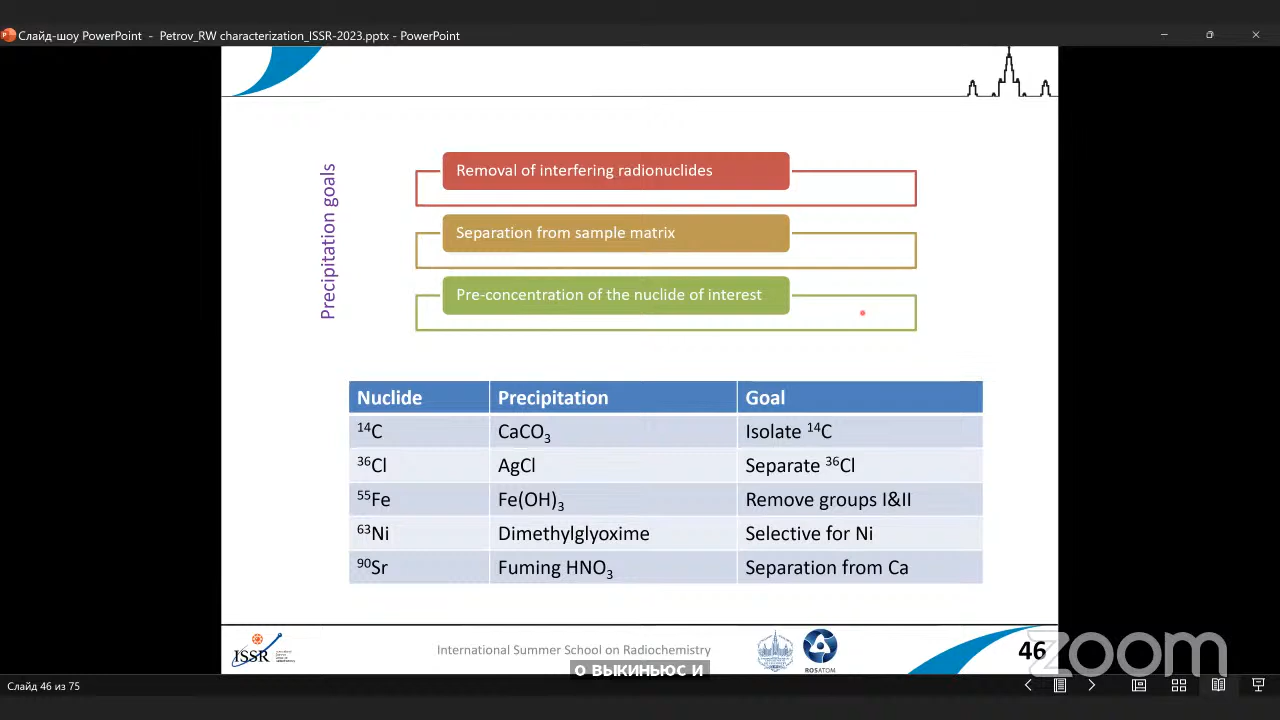 Слайд-шоу PowerPoint - Petrov_RW characterization_ISSR-2023.pptx - PowerPoint
Precipitation goals
Removal of interfering radionuclides
Separation from sample matrix
Pre-concentration of the nuclide of interest
Nuclide Precipitation Goal
¹⁴C CaCO₃ Isolate ¹⁴C
³⁶Cl AgCl Separate ³⁶Cl
⁵⁵Fe Fe(OH)₃ Remove groups I&II
⁶³Ni Dimethylglyoxime Selective for Ni
⁹⁰Sr Fuming HNO₃ Separation from Ca
ISSR
International Summer School on Radiochemistry
ROSATOM
46
zoom
о выкиньюс и
Слайд 46 из 75